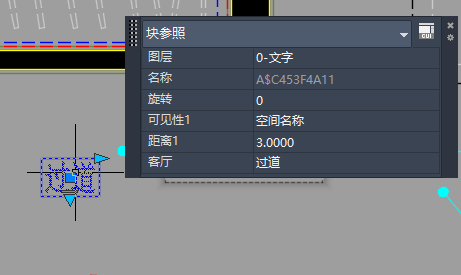 块参照
CUI
图层 0-文字
名称 A$C453F4A11
旋转 0
可见性1 空间名称
距离1 3.0000
客厅 过道
过道